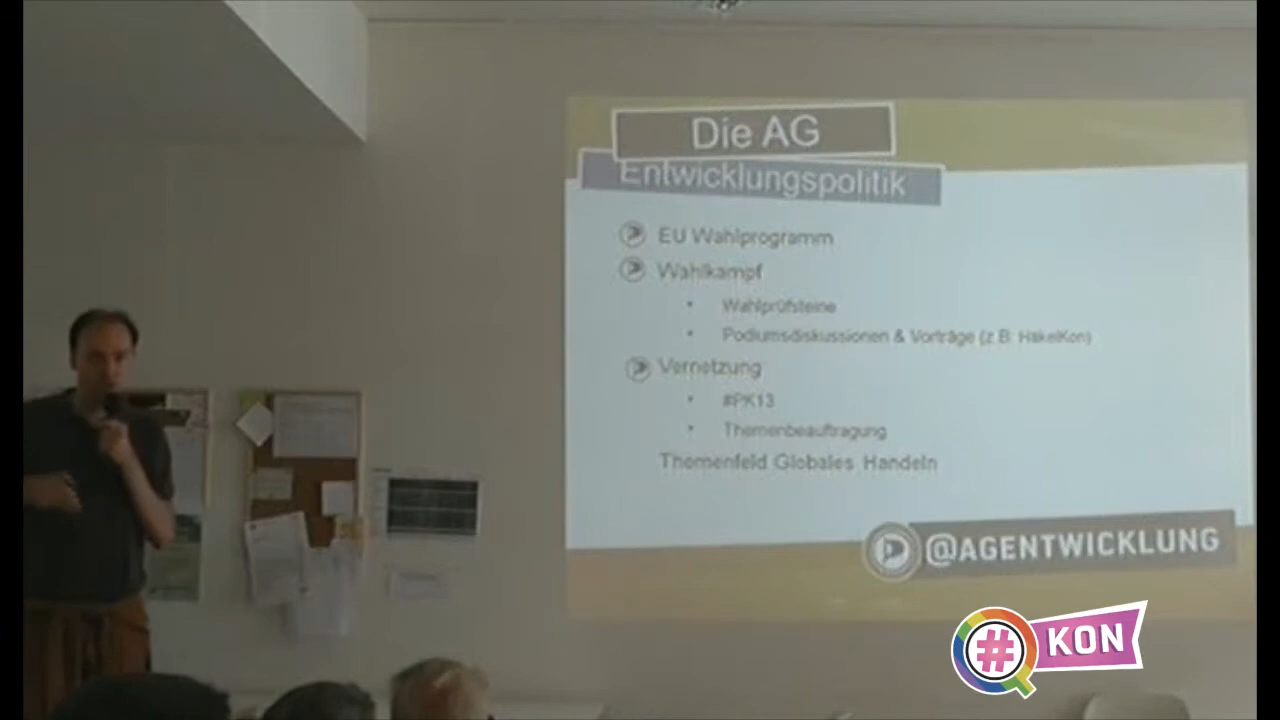 Die AG
Entwicklungspolitik
EU Wahlprogramm
Wahlkampf
Wahlprüfsteine
Podiumsdiskussionen & Vorträge (z.B. HäkelKon)
Vernetzung
#PK13
Themenbeauftragung
Themenfeld Globales Handeln
@AGENTWICKLUNG
# KON